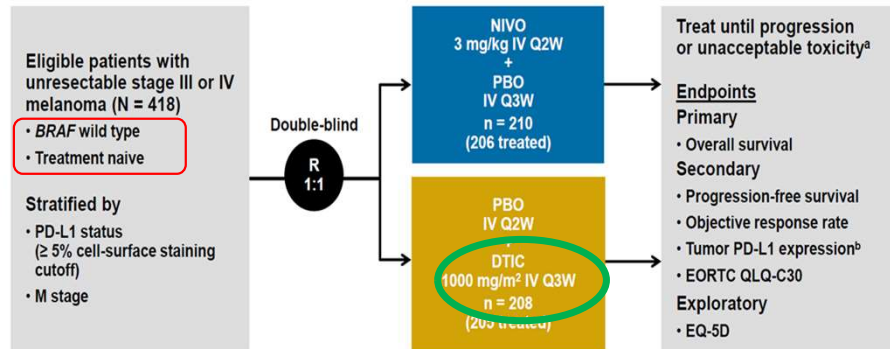 Eligible patients with
unresectable stage III or IV
melanoma (N = 418)
• BRAF wild type
• Treatment naive
Stratified by
• PD-L1 status
(≥ 5% cell-surface staining
cutoff)
• M stage
Double-blind
R
1:1
NIVO
3 mg/kg IV Q2W
+
PBO
IV Q3W
n = 210
(206 treated)
PBO
IV Q2W
DTIC
1000 mg/m² IV Q3W
n = 208
(205 treated)
Treat until progression
or unacceptable toxicityᵃ
Endpoints
Primary
• Overall survival
Secondary
• Progression-free survival
• Objective response rate
• Tumor PD-L1 expressionᵇ
• EORTC QLQ-C30
Exploratory
• EQ-5D